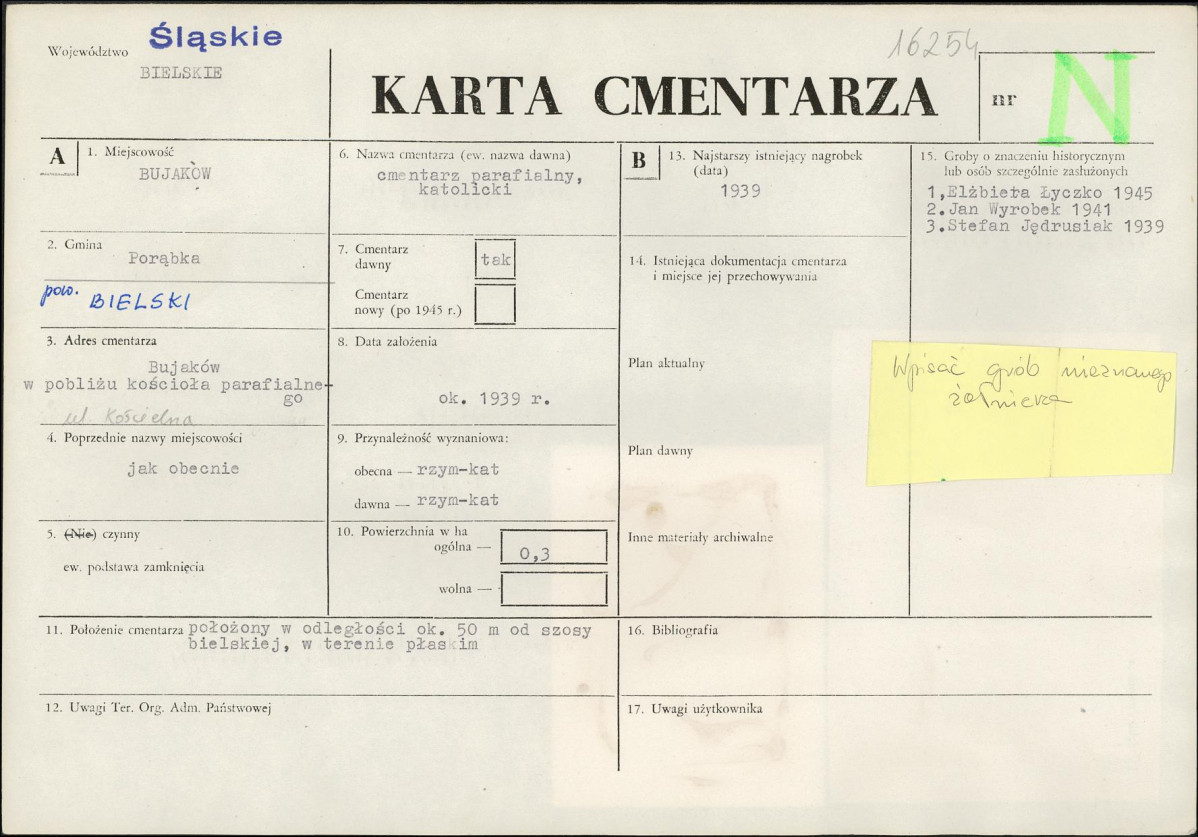 Województwo Śląskie
BIELSKIE
KARTA CMENTARZA
16254
nr N
A
1. Miejscowość
BUJAKÓW
2. Gmina
Porąbka
pow. BIELSKI
3. Adres cmentarza
Bujaków
w pobliżu kościoła parafialne-
go
ul Kościelna
4. Poprzednie nazwy miejscowości
jak obecnie
5. (Nie) czynny
ew. podstawa zamknięcia
6. Nazwa cmentarza (ew. nazwa dawna)
cmentarz parafialny,
katolicki
7. Cmentarz
dawny
tak
Cmentarz
nowy (po 1945 r.)
8. Data założenia
ok. 1939 r.
9. Przynależność wyznaniowa:
obecna — rzym-kat
dawna — rzym-kat
10. Powierzchnia w ha
ogólna — 0,3
wolna —
11. Położenie cmentarza położony w odległości ok. 50 m od szosy
bielskiej, w terenie płaskim
12. Uwagi Ter. Org. Adm. Państwowej
B
13. Najstarszy istniejący nagrobek
(data)
1939
14. Istniejąca dokumentacja cmentarza
i miejsce jej przechowywania
Plan aktualny
Plan dawny
Inne materiały archiwalne
15. Groby o znaczeniu historycznym
lub osób szczególnie zasłużonych
1,Elżbieta Łyczko 1945
2.Jan Wyrobek 1941
3.Stefan Jędrusiak 1939
Wpisać grób nieznanego
żołnierza
16. Bibliografia
17. Uwagi użytkownika